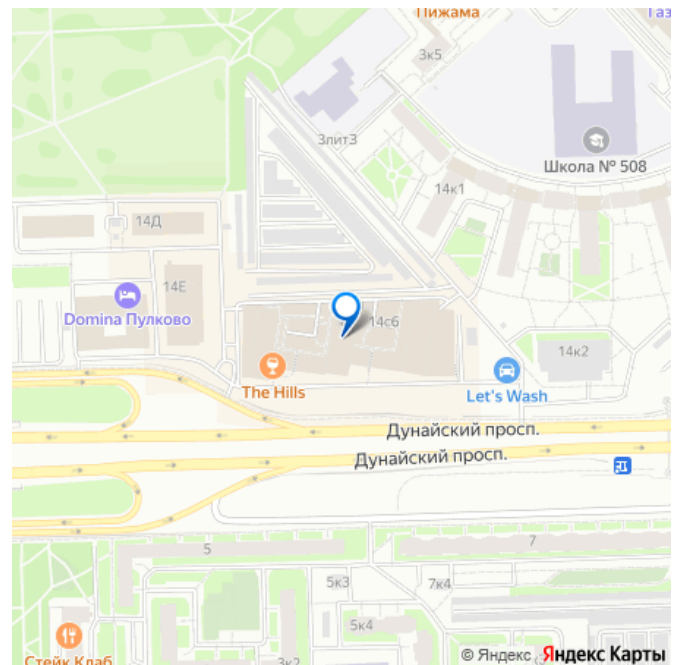 Пижама
Газ
3к5
3литЗ
Школа № 508
14к1
14Д
14Е
Domina Пулково
14с6
14к2
The Hills
Let's Wash
Дунайский просп.
Дунайский просп.
5
7
5к3
7к4
5к4
3к2
Стейк Клаб
© Яндекс Яндекс Карты